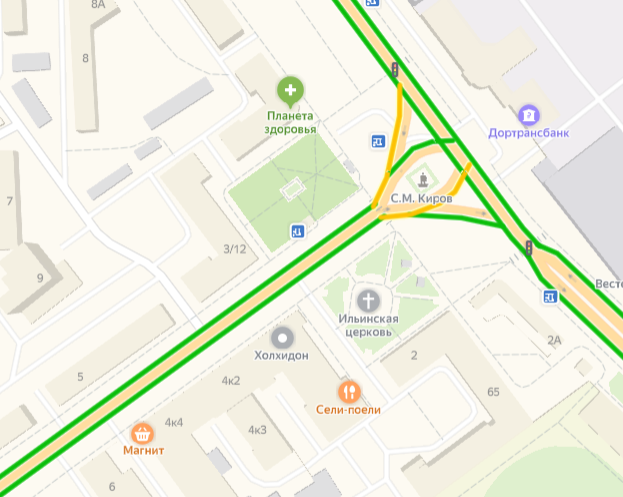 8А
8
Планета
здоровья
Дортрансбанк
7
С.М. Киров
3/12
9
Ильинская
церковь
Весте
2А
Холхидон
2
5
4к2
65
Сели-поели
4к4
4к3
Магнит
6